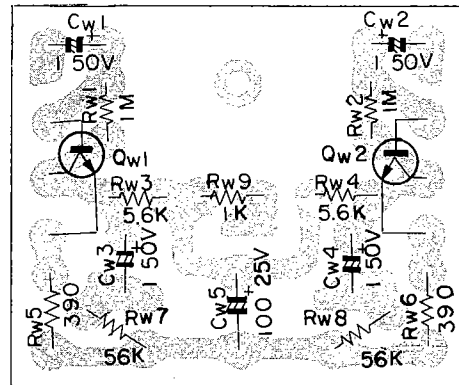 Cw1
+
1 50V
Cw2
+
1 50V
Rw1
1M
Rw2
1M
Qw1
Qw2
Rw3
5.6K
Rw9
1K
Rw4
5.6K
Cw3
+
50V
1
Cw5
+
25V
100
Cw4
+
50V
1
Rw5
390
Rw7
56K
Rw8
56K
Rw6
390